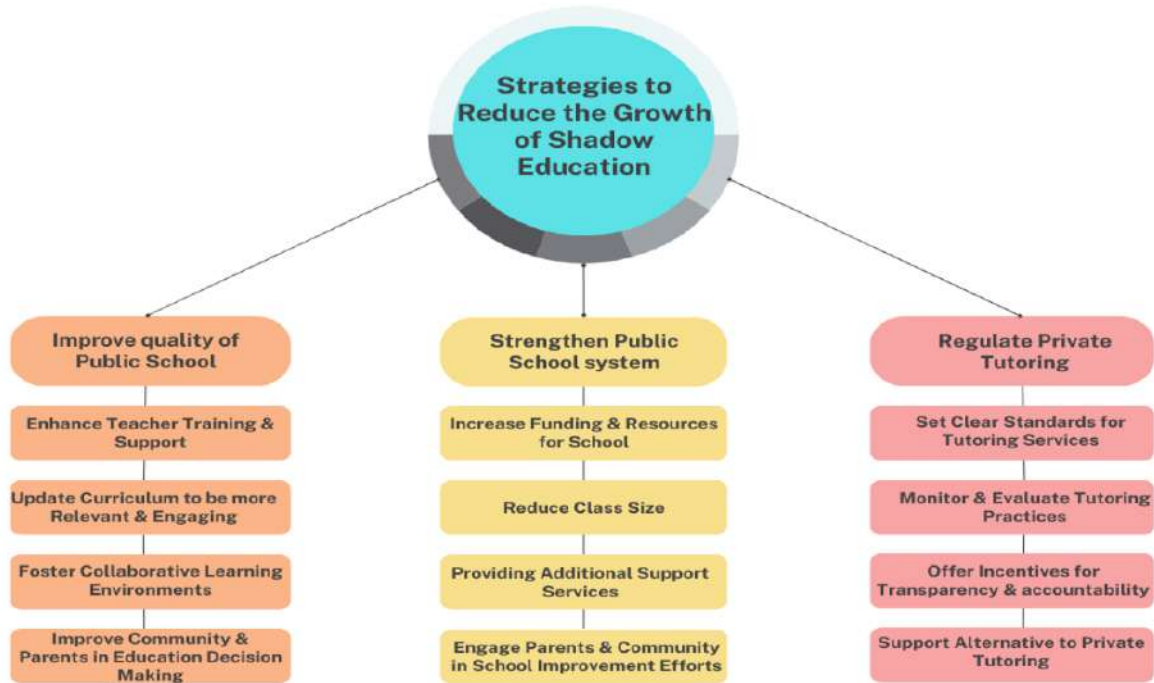 Strategies to
Reduce the Growth
of Shadow
Education
Improve quality of
Public School
Enhance Teacher Training &
Support
Update Curriculum to be more
Relevant & Engaging
Foster Collaborative Learning
Environments
Improve Community &
Parents in Education Decision
Making
Strengthen Public
School system
Increase Funding & Resources
for School
Reduce Class Size
Providing Additional Support
Services
Engage Parents & Community
in School Improvement Efforts
Regulate Private
Tutoring
Set Clear Standards for
Tutoring Services
Monitor & Evaluate Tutoring
Practices
Offer Incentives for
Transparency & accountability
Support Alternative to Private
Tutoring